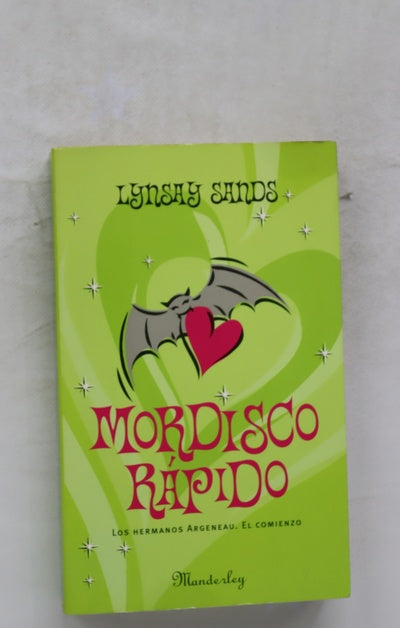 LYNSAY SANDS
MORDISCO
RÁPIDO
LOS HERMANOS ARGENEAU. EL COMIENZO
Manderley